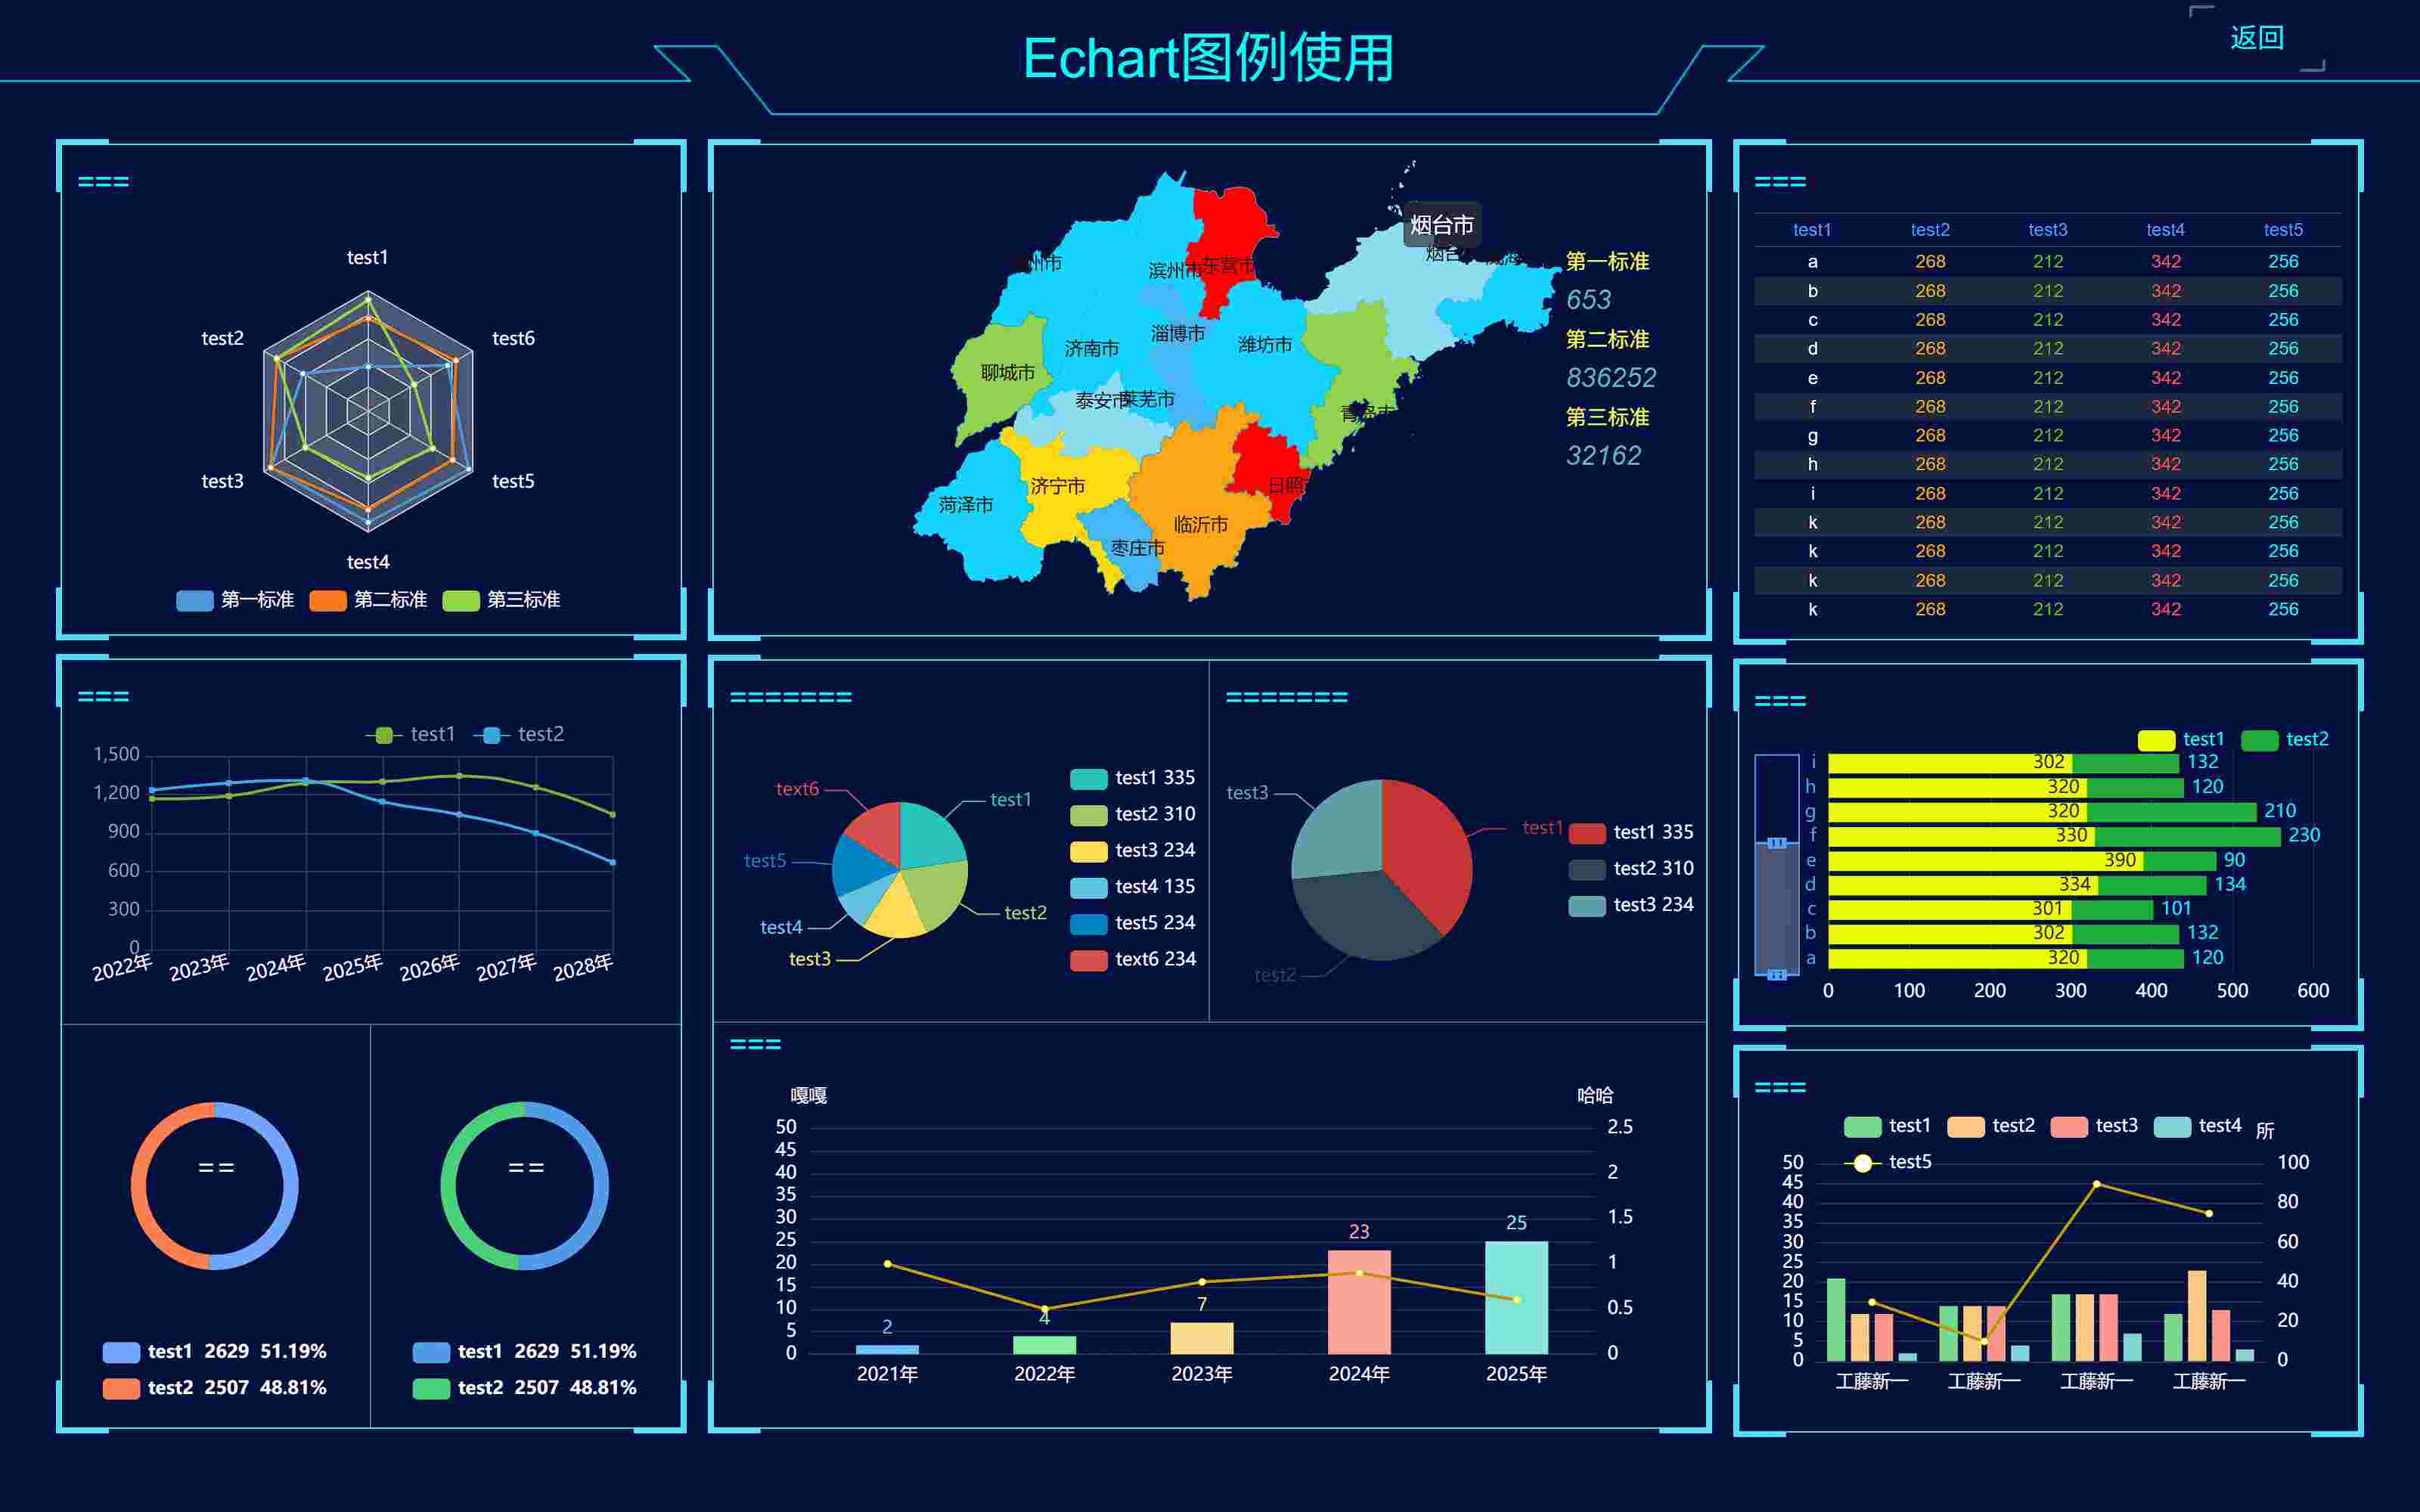 Echart图例使用
返回
===
test1
test2
test6
test3
test5
test4
第一标准 第二标准 第三标准
烟台市
滨州市
东营市
淄博市
济南市
潍坊市
聊城市
泰安市
莱芜市
青岛市
济宁市
日照
菏泽市
临沂市
枣庄市
第一标准
653
第二标准
836252
第三标准
32162
===
test1 test2 test3 test4 test5
a 268 212 342 256
b 268 212 342 256
c 268 212 342 256
d 268 212 342 256
e 268 212 342 256
f 268 212 342 256
g 268 212 342 256
h 268 212 342 256
i 268 212 342 256
k 268 212 342 256
k 268 212 342 256
k 268 212 342 256
k 268 212 342 256
===
test1 test2
1,500
1,200
900
600
300
0
2022年 2023年 2024年 2025年 2026年 2027年 2028年
==
test1 2629 51.19%
test2 2507 48.81%
==
test1 2629 51.19%
test2 2507 48.81%
=======
text6
test1
test5
test2
test4
test3
test1 335
test2 310
test3 234
test4 135
test5 234
text6 234
=======
test3
test1
test2
test1 335
test2 310
test3 234
===
嘎嘎 哈哈
50 2.5
45
40 2
35
30 1.5
25
20 1
15
10 0.5
5
0 0
2 4 7 23 25
2021年 2022年 2023年 2024年 2025年
===
test1 test2
i 302 132
h 320 120
g 320 210
f 330 230
e 390 90
d 334 134
c 301 101
b 302 132
a 320 120
0 100 200 300 400 500 600
===
test1 test2 test3 test4 所
test5
50 100
45
40 80
35
30 60
25
20 40
15
10 20
5
0 0
工藤新一 工藤新一 工藤新一 工藤新一